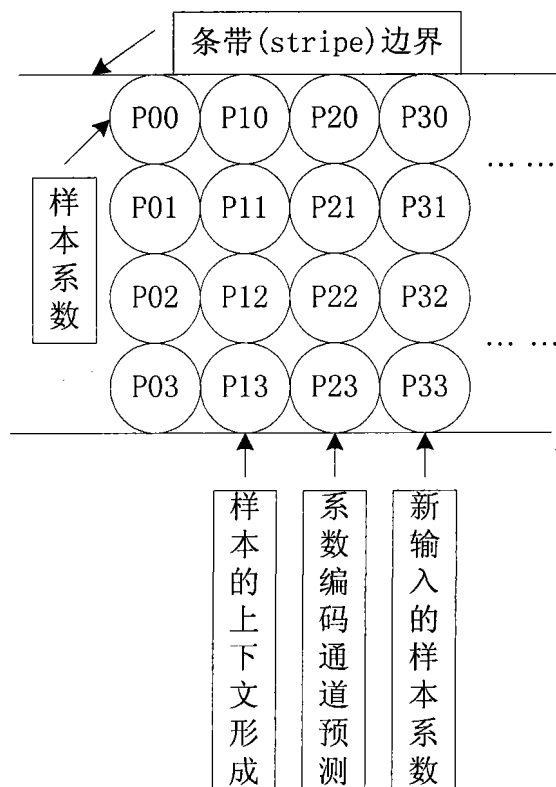 条带(stripe)边界
P00 P10 P20 P30
… …
样本系数
P01 P11 P21 P31
P02 P12 P22 P32
… …
P03 P13 P23 P33
样本的上下文形成
系数编码通道预测
新输入的样本系数